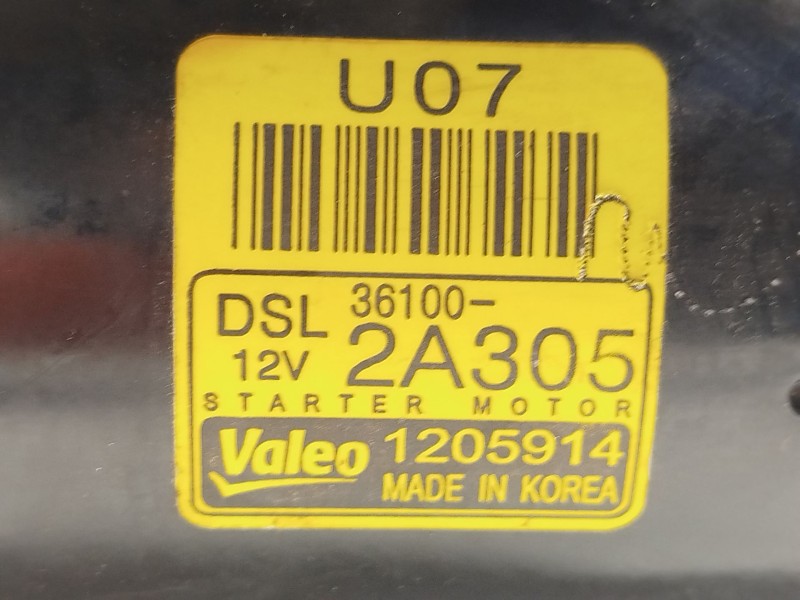 U07
DSL 36100-
12V 2A305
STARTER MOTOR
Valeo 1205914
MADE IN KOREA